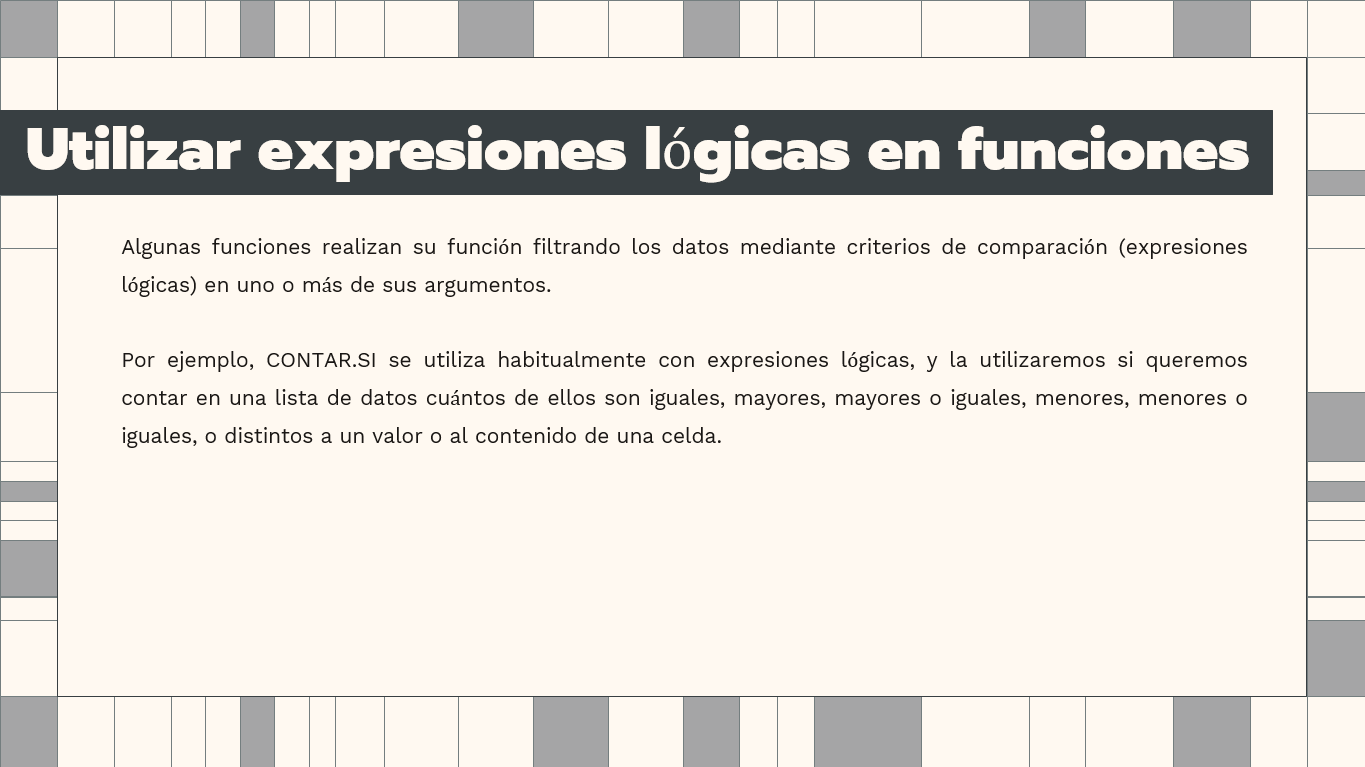 Utilizar expresiones lógicas en funciones
Algunas funciones realizan su función filtrando los datos mediante criterios de comparación (expresiones
lógicas) en uno o más de sus argumentos.
Por ejemplo, CONTAR.SI se utiliza habitualmente con expresiones lógicas, y la utilizaremos si queremos
contar en una lista de datos cuántos de ellos son iguales, mayores, mayores o iguales, menores, menores o
iguales, o distintos a un valor o al contenido de una celda.